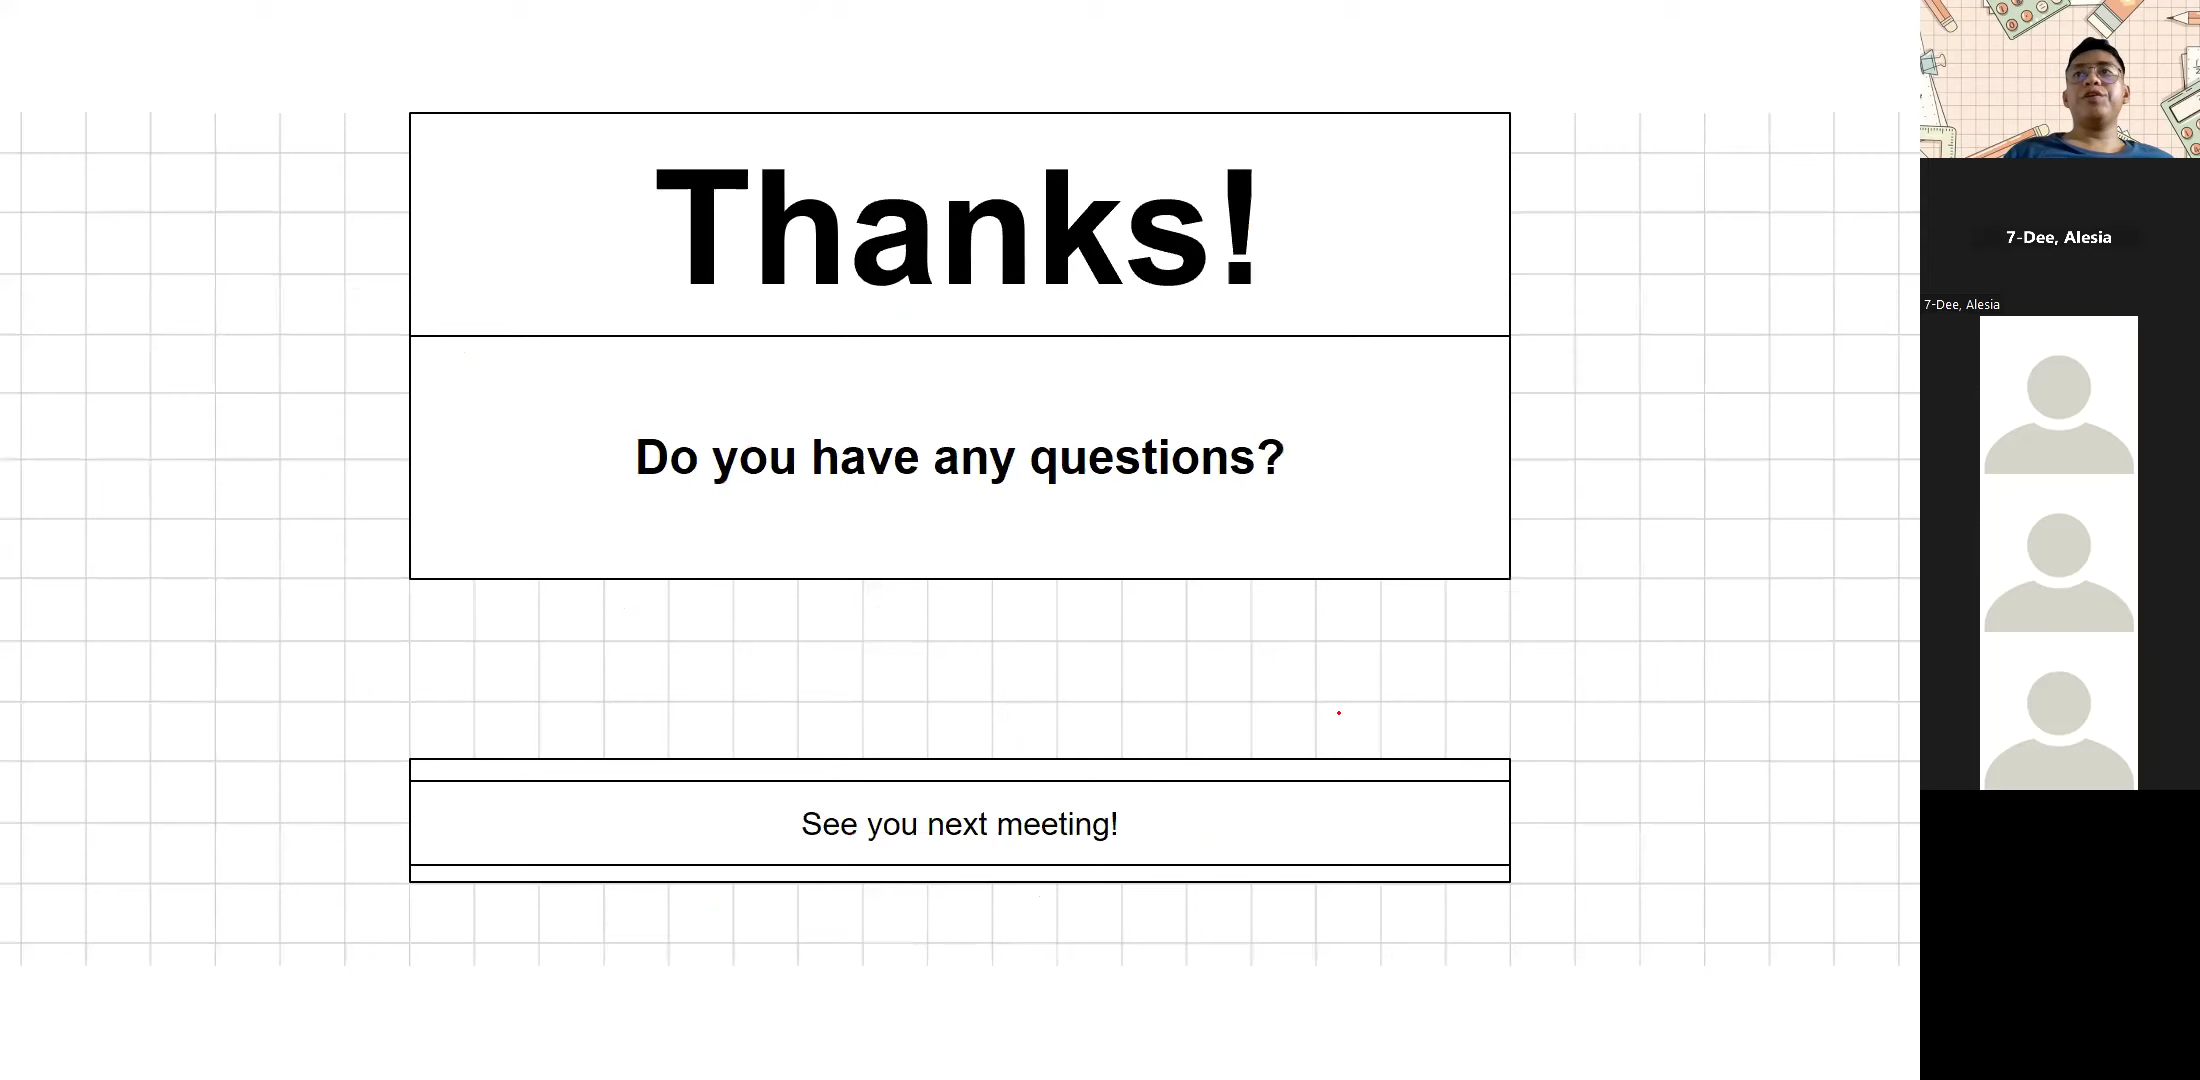 Thanks!
Do you have any questions?
See you next meeting!
7-Dee, Alesia
7-Dee, Alesia